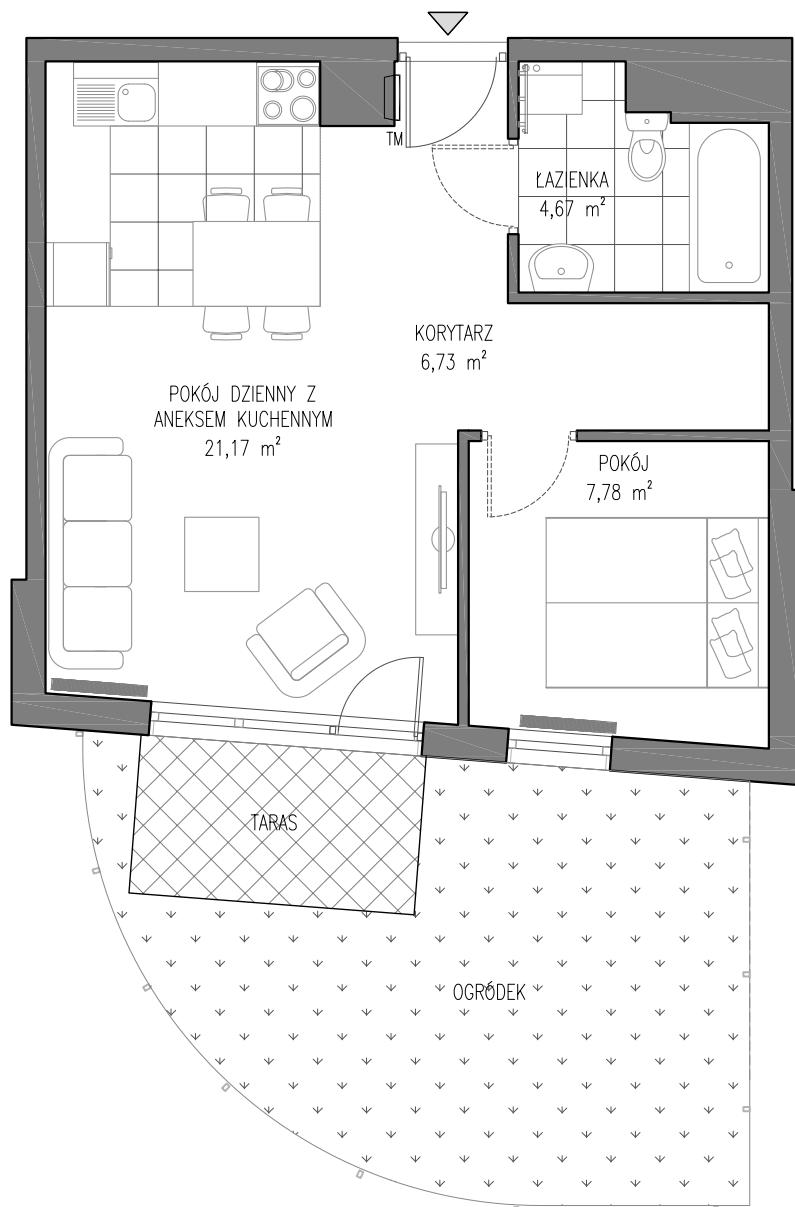 TM
ŁAZIENKA
4,67 m²
KORYTARZ
6,73 m²
POKÓJ DZIENNY Z
ANEKSEM KUCHENNYM
21,17 m²
POKÓJ
7,78 m²
TARAS
OGRÓDEK